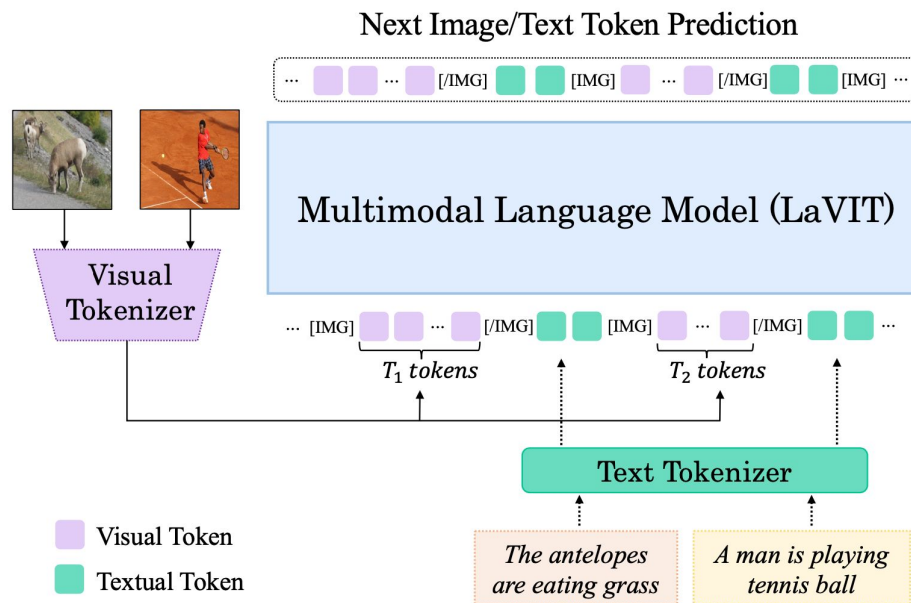 Next Image/Text Token Prediction
... ... [/IMG] [IMG] ... [/IMG] [IMG] ...
Multimodal Language Model (LaVIT)
Visual
Tokenizer
... [IMG] ... [/IMG] [IMG] ... [/IMG] ...
T₁ tokens T₂ tokens
Text Tokenizer
Visual Token
Textual Token
The antelopes
are eating grass
A man is playing
tennis ball